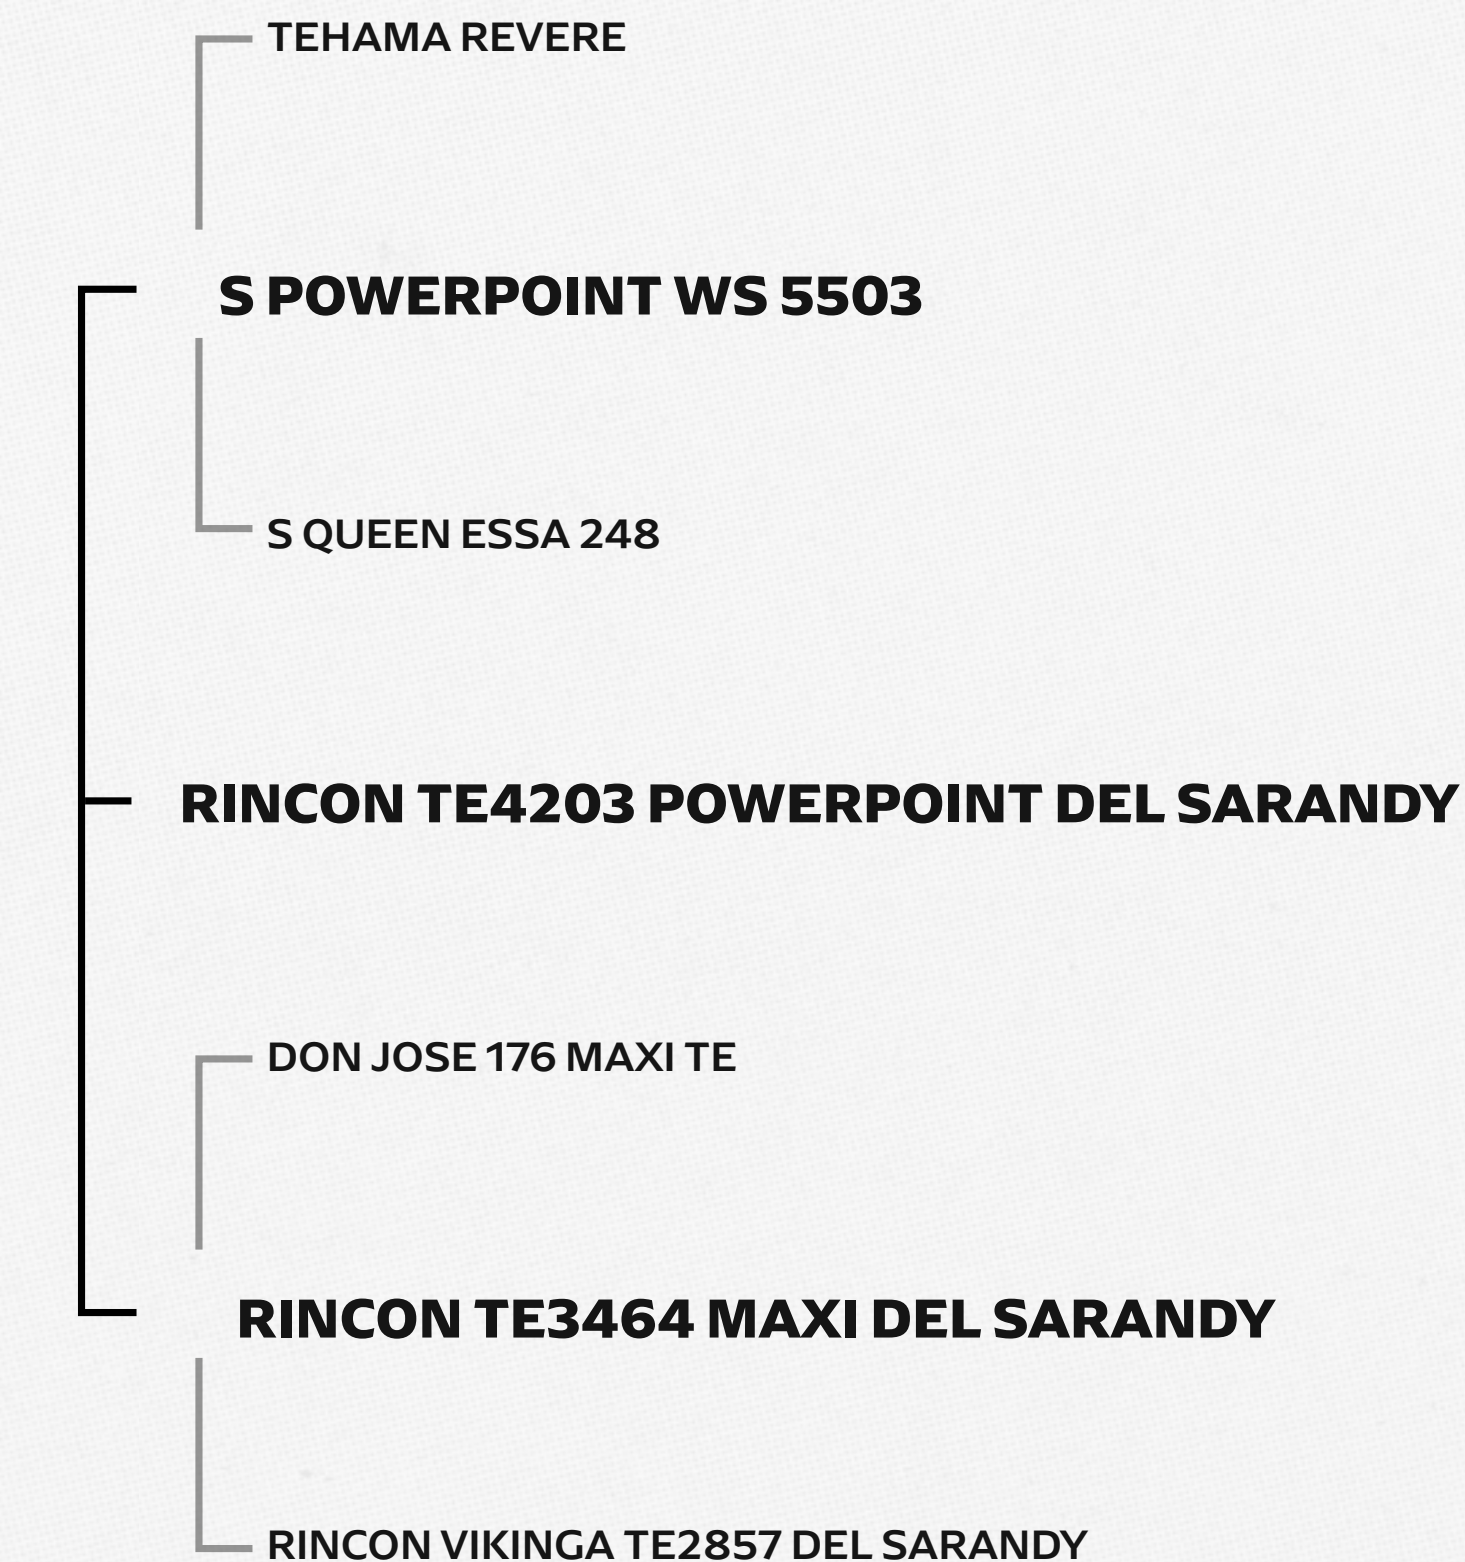 TEHAMA REVERE
S POWERPOINT WS 5503
S QUEEN ESSA 248
RINCON TE4203 POWERPOINT DEL SARANDY
DON JOSE 176 MAXI TE
RINCON TE3464 MAXI DEL SARANDY
RINCON VIKINGA TE2857 DEL SARANDY